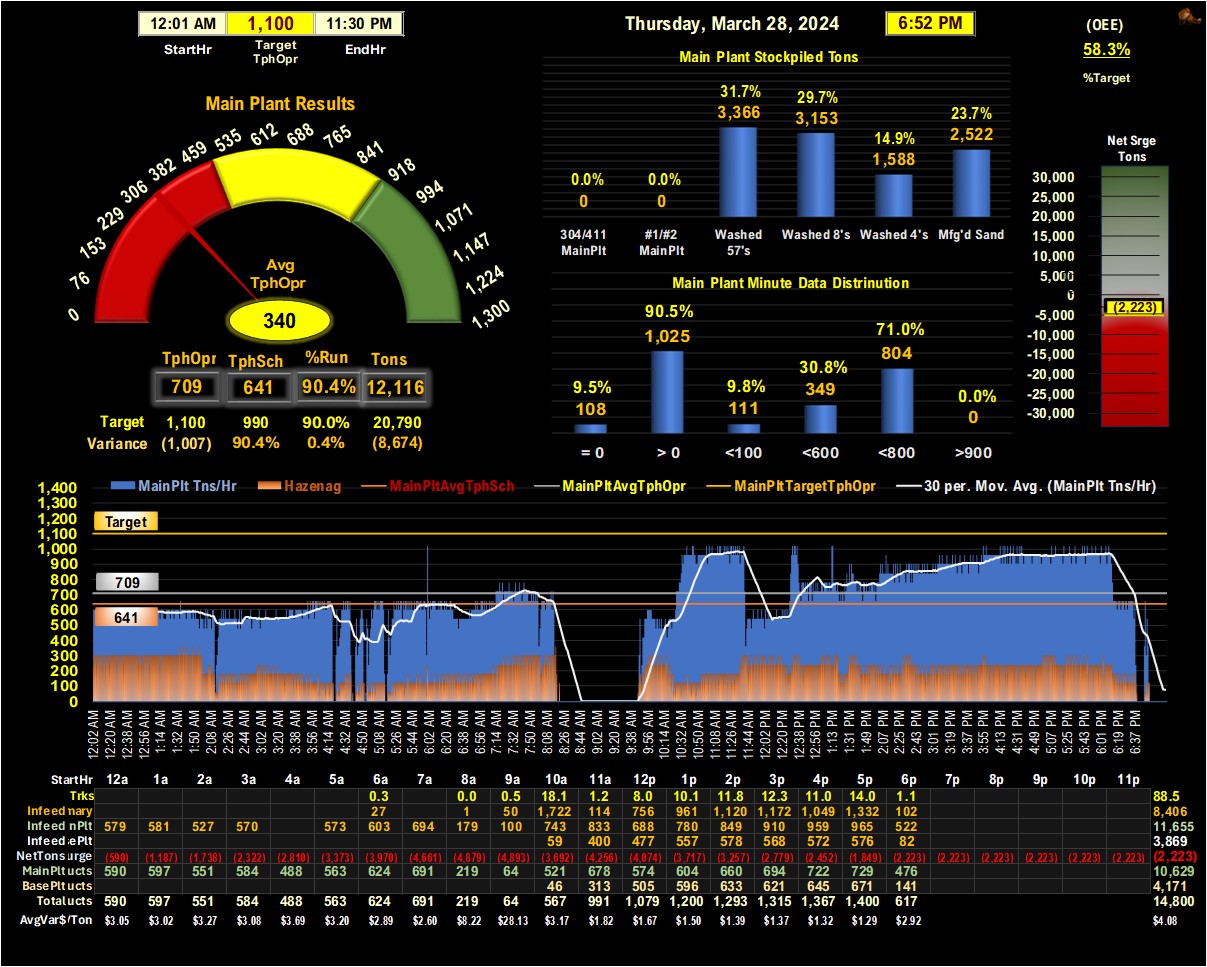 12:01 AM 1,100 11:30 PM
StartHr Target TphOpr EndHr
Thursday, March 28, 2024 6:52 PM
(OEE)
58.3%
%Target
Main Plant Results
0 76 153 229 306 382 459 535 612 688 765 841 918 994 1,071 1,147 1,224 1,300
Avg
TphOpr
340
TphOpr TphSch %Run Tons
709 641 90.4% 12,116
Target 1,100 990 90.0% 20,790
Variance (1,007) 90.4% 0.4% (8,674)
Main Plant Stockpiled Tons
0.0% 0.0% 31.7% 29.7% 14.9% 23.7%
0 0 3,366 3,153 1,588 2,522
304/411 MainPlt #1/#2 MainPlt Washed 57's Washed 8's Washed 4's Mfg'd Sand
Main Plant Minute Data Distrinution
9.5% 90.5% 9.8% 30.8% 71.0% 0.0%
108 1,025 111 349 804 0
= 0 > 0 <100 <600 <800 >900
Net Srge
Tons
30,000
25,000
20,000
15,000
10,000
5,000
0
(2,223)
-5,000
-10,000
-15,000
-20,000
-25,000
-30,000
MainPlt Tns/Hr Hazenag MainPltAvgTphSch MainPltAvgTphOpr MainPltTargetTphOpr 30 per. Mov. Avg. (MainPlt Tns/Hr)
1,400
1,300
1,200
1,100
1,000
900
800
700
600
500
400
300
200
100
0
Target
709
641
12:02 AM 12:20 AM 12:38 AM 12:56 AM 1:14 AM 1:32 AM 1:50 AM 2:08 AM 2:26 AM 2:44 AM 3:02 AM 3:20 AM 3:38 AM 3:56 AM 4:14 AM 4:32 AM 4:50 AM 5:08 AM 5:26 AM 5:44 AM 6:02 AM 6:20 AM 6:38 AM 6:56 AM 7:14 AM 7:32 AM 7:50 AM 8:08 AM 8:26 AM 8:44 AM 9:02 AM 9:20 AM 9:38 AM 9:56 AM 10:14 AM 10:32 AM 10:50 AM 11:08 AM 11:26 AM 11:44 AM 12:02 PM 12:20 PM 12:38 PM 12:56 PM 1:13 PM 1:31 PM 1:49 PM 2:07 PM 2:25 PM 2:43 PM 3:01 PM 3:19 PM 3:37 PM 3:55 PM 4:13 PM 4:31 PM 4:49 PM 5:07 PM 5:25 PM 5:43 PM 6:01 PM 6:19 PM 6:37 PM
StartHr 12a 1a 2a 3a 4a 5a 6a 7a 8a 9a 10a 11a 12p 1p 2p 3p 4p 5p 6p 7p 8p 9p 10p 11p
Trks 0.3 0.0 0.5 18.1 1.2 8.0 10.1 11.8 12.3 11.0 14.0 1.1 88.5
Infeed nary 27 1 50 1,722 114 756 961 1,120 1,172 1,049 1,332 102 8,406
Infeed nPlt 579 581 527 570 573 603 694 179 100 743 833 688 780 849 910 959 965 522 11,655
Infeed ePlt 59 400 477 557 578 568 572 576 82 3,869
NetTons urge (590) (1,187) (1,738) (2,322) (2,810) (3,373) (3,970) (4,661) (4,879) (4,893) (3,692) (4,256) (4,074) (3,717) (3,257) (2,779) (2,452) (1,849) (2,223) (2,223) (2,223) (2,223) (2,223) (2,223) (2,223)
MainPlt ucts 590 597 551 584 488 563 624 691 219 64 521 678 574 604 660 694 722 729 476 10,629
BasePlt ucts 46 313 505 596 633 621 645 671 141 4,171
Total ucts 590 597 551 584 488 563 624 691 219 64 567 991 1,079 1,200 1,293 1,315 1,367 1,400 617 14,800
AvgVar$/Ton $3.05 $3.02 $3.27 $3.08 $3.69 $3.20 $2.89 $2.60 $8.22 $28.13 $3.17 $1.82 $1.67 $1.50 $1.39 $1.37 $1.32 $1.29 $2.92 $4.08